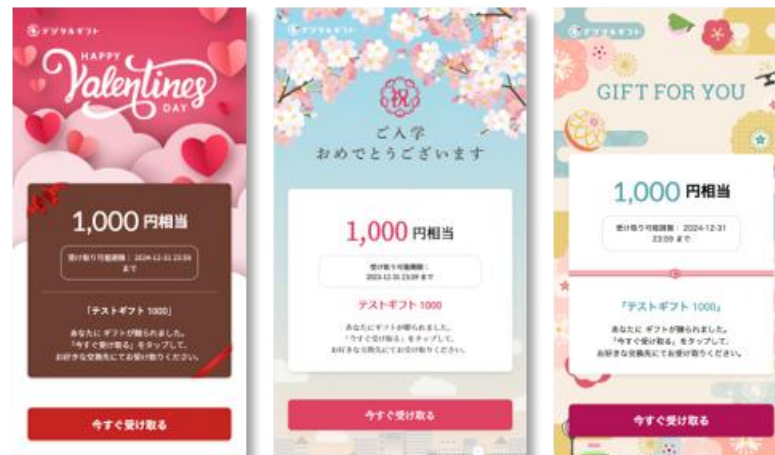 デジタルギフト
HAPPY
Valentines
DAY
1,000 円相当
受け取り可能期限： 2024-12-31 23:59
まで
「テストギフト 1000」
あなたに ギフトが贈られました。
「今すぐ受け取る」をタップして、
お好きな交換先にてお受け取りください。
今すぐ受け取る
デジタルギフト
祝
ご入学
おめでとうございます
1,000 円相当
受け取り可能期限：
2023-12-31 23:59 まで
テストギフト 1000
あなたにギフトが贈られました。
「今すぐ受け取る」をタップして、
お好きな交換先にてお受け取りください。
今すぐ受け取る
デジタルギフト
GIFT FOR YOU
1,000 円相当
受け取り可能期限： 2024-12-31
23:59 まで
「テストギフト 1000」
あなたに ギフトが贈られました。
「今すぐ受け取る」をタップして、
お好きな交換先にてお受け取りください。
今すぐ受け取る